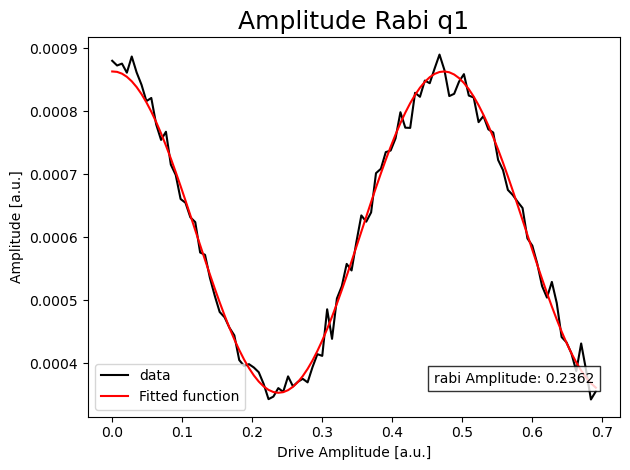 Amplitude Rabi q1
0.0009
0.0008
0.0007
0.0006
0.0005
0.0004
Amplitude [a.u.]
data
Fitted function
rabi Amplitude: 0.2362
0.0 0.1 0.2 0.3 0.4 0.5 0.6 0.7
Drive Amplitude [a.u.]